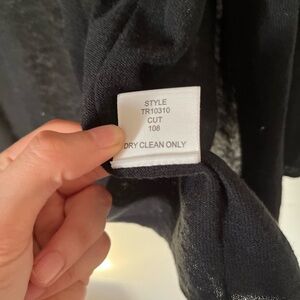 STYLE
TR10310
CUT
108
DRY CLEAN ONLY